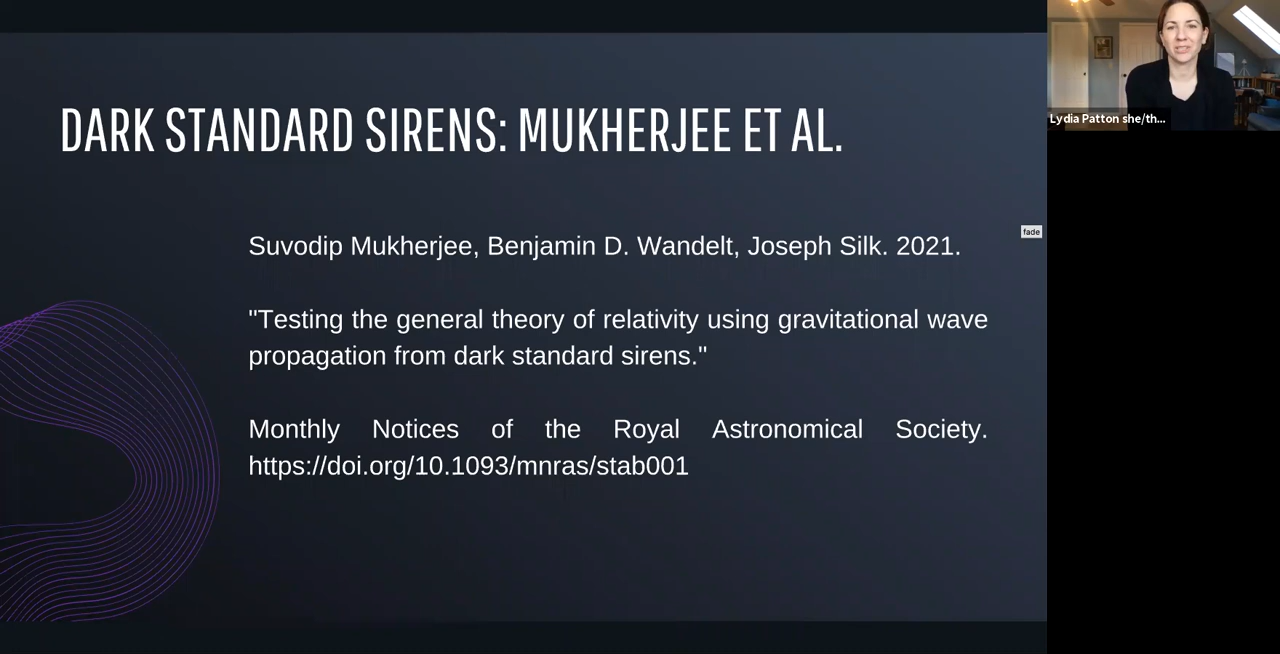 DARK STANDARD SIRENS: MUKHERJEE ET AL.
Suvodip Mukherjee, Benjamin D. Wandelt, Joseph Silk. 2021.
"Testing the general theory of relativity using gravitational wave
propagation from dark standard sirens."
Monthly Notices of the Royal Astronomical Society.
https://doi.org/10.1093/mnras/stab001
fade
Lydia Patton she/th...